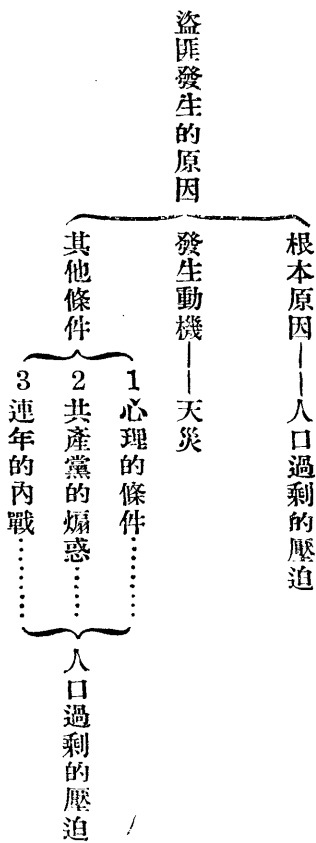 盜匪發生的原因
根本原因——人口過剩的壓迫
發生動機——天災
其他條件
1心理的條件………
2共產黨的煽惑……
3連年的內戰………
人口過剩的壓迫